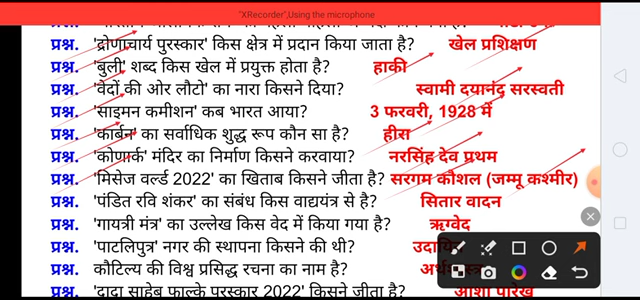 "XRecorder",Using the microphone
प्रश्न. 'द्रोणाचार्य पुरस्कार' किस क्षेत्र में प्रदान किया जाता है? खेल प्रशिक्षण
प्रश्न. 'बुली' शब्द किस खेल में प्रयुक्त होता है? हाकी
प्रश्न. 'वेदों की ओर लौटो' का नारा किसने दिया? स्वामी दयानंद सरस्वती
प्रश्न. 'साइमन कमीशन' कब भारत आया? 3 फरवरी, 1928 में
प्रश्न. 'कार्बन' का सर्वाधिक शुद्ध रूप कौन सा है? हीरा
प्रश्न. 'कोणार्क' मंदिर का निर्माण किसने करवाया? नरसिंह देव प्रथम
प्रश्न. 'मिसेज वर्ल्ड 2022' का खिताब किसने जीता है? सरगम कौशल (जम्मू कश्मीर)
प्रश्न. 'पंडित रवि शंकर' का संबंध किस वाद्ययंत्र से है? सितार वादन
प्रश्न. 'गायत्री मंत्र' का उल्लेख किस वेद में किया गया है? ऋग्वेद
प्रश्न. 'पाटलिपुत्र' नगर की स्थापना किसने की थी?
प्रश्न. कौटिल्य की विश्व प्रसिद्ध रचना का नाम है?
प्रश्न. 'दादा साहेब फाल्के पुरस्कार 2022' किसने जीता है? आशा पारेख